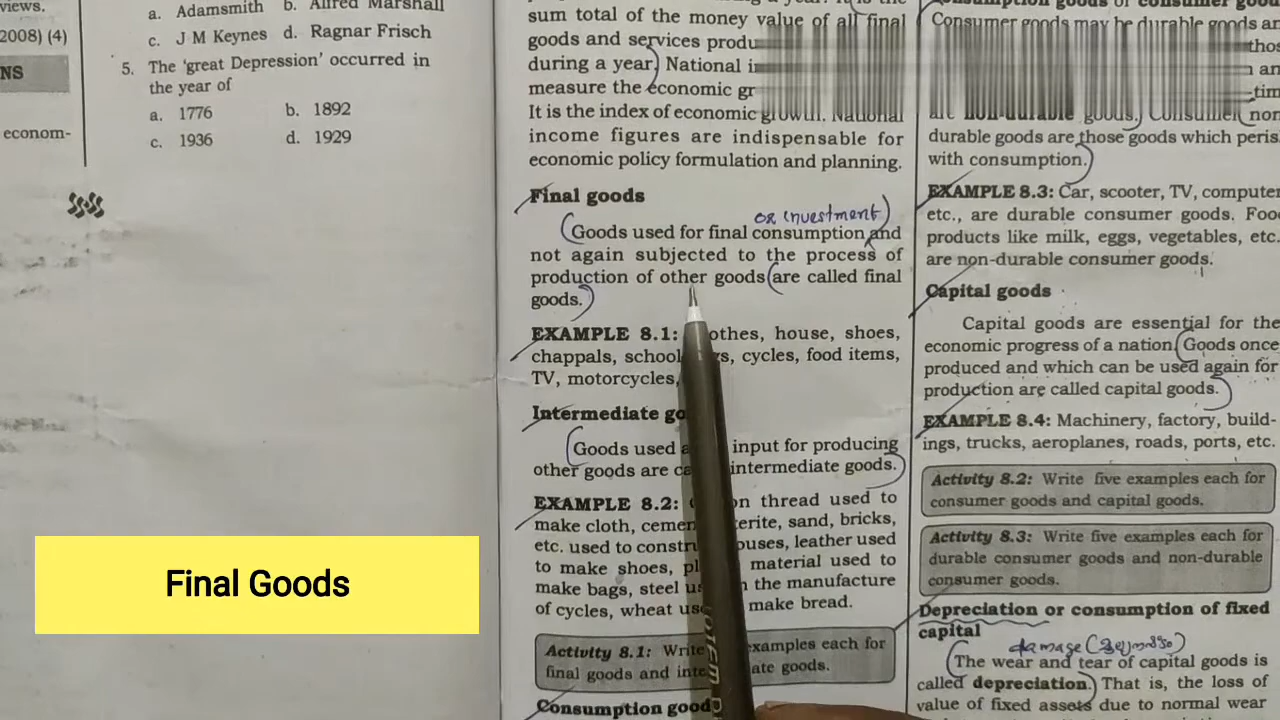 views,
2008) (4)
NS
econom-
a. Adamsmith b. Alfred Marshall
c. J M Keynes d. Ragnar Frisch
5. The 'great Depression' occurred in
the year of
a. 1776 b. 1892
c. 1936 d. 1929
sum total of the money value of all final
goods and services produ
during a year. National i
measure the economic gr
It is the index of economic growth. National
income figures are indispensable for
economic policy formulation and planning.
Final goods
or investment)
Goods used for final consumption and
not again subjected to the process of
production of other goods are called final
goods.
EXAMPLE 8.1: othes, house, shoes,
chappals, school gs, cycles, food items,
TV, motorcycles,
Intermediate go
Goods used a input for producing
other goods are ca intermediate goods.
EXAMPLE 8.2: on thread used to
make cloth, cemen terite, sand, bricks,
etc. used to constru ouses, leather used
to make shoes, pl material used to
make bags, steel u n the manufacture
of cycles, wheat us make bread.
Activity 8.1: Write examples each for
final goods and inte ate goods.
Consumption good
Consumer goods may be durable goods an
thos
an
tim
are non-durable goods. Consumer non
durable goods are those goods which peris
with consumption.
EXAMPLE 8.3: Car, scooter, TV, computer
etc., are durable consumer goods. Food
products like milk, eggs, vegetables, etc.
are non-durable consumer goods.
Capital goods
Capital goods are essential for the
economic progress of a nation. Goods once
produced and which can be used again for
production are called capital goods.
EXAMPLE 8.4: Machinery, factory, build-
ings, trucks, aeroplanes, roads, ports, etc.
Activity 8.2: Write five examples each for
consumer goods and capital goods.
Activity 8.3: Write five examples each for
durable consumer goods and non-durable
consumer goods.
Depreciation or consumption of fixed
capital
damage
The wear and tear of capital goods is
called depreciation. That is, the loss of
value of fixed assets due to normal wear
Final Goods